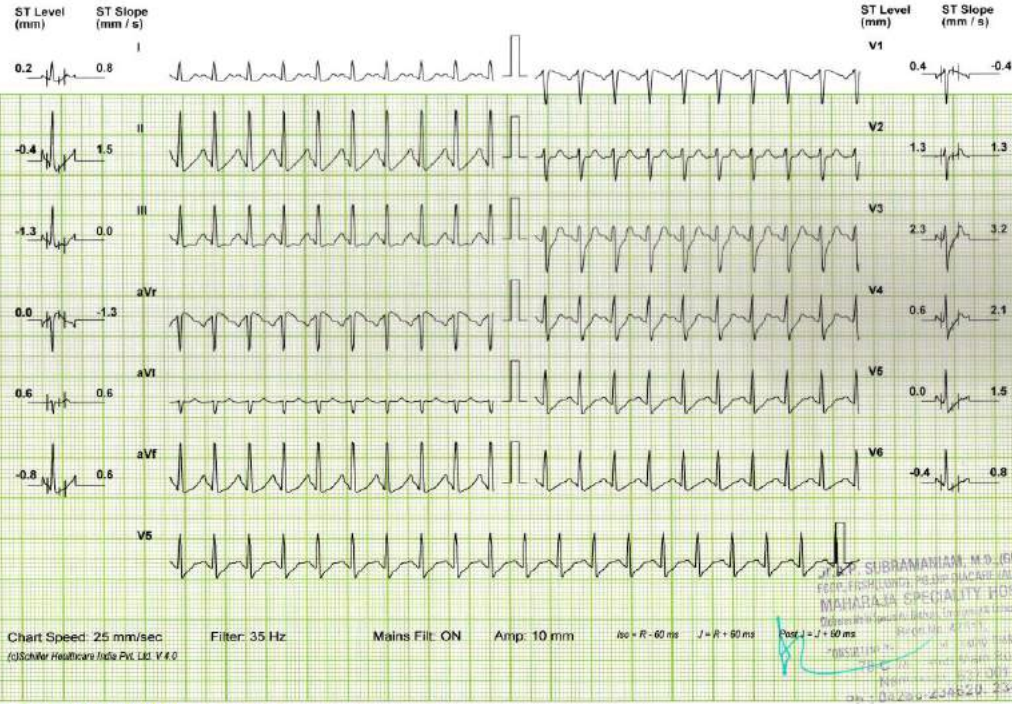 ST Level ST Slope
(mm) (mm / s)
I
0.2 0.8
II
-0.4 1.5
III
-1.3 0.0
aVr
0.0 -1.3
aVl
0.6 0.6
aVf
-0.8 0.6
V5
ST Level ST Slope
(mm) (mm / s)
V1
0.4 -0.4
V2
1.3 1.3
V3
2.3 3.2
V4
0.6 2.1
V5
0.0 1.5
V6
-0.4 0.8
Chart Speed: 25 mm/sec Filter: 35 Hz Mains Filt: ON Amp: 10 mm Iso = R - 60 ms J = R + 60 ms Post J = J + 60 ms
(c)Schiller Healthcare India Pvt. Ltd. V 4.0
SUBRAMANIAM, M.D.
MAHARAJA SPECIALITY